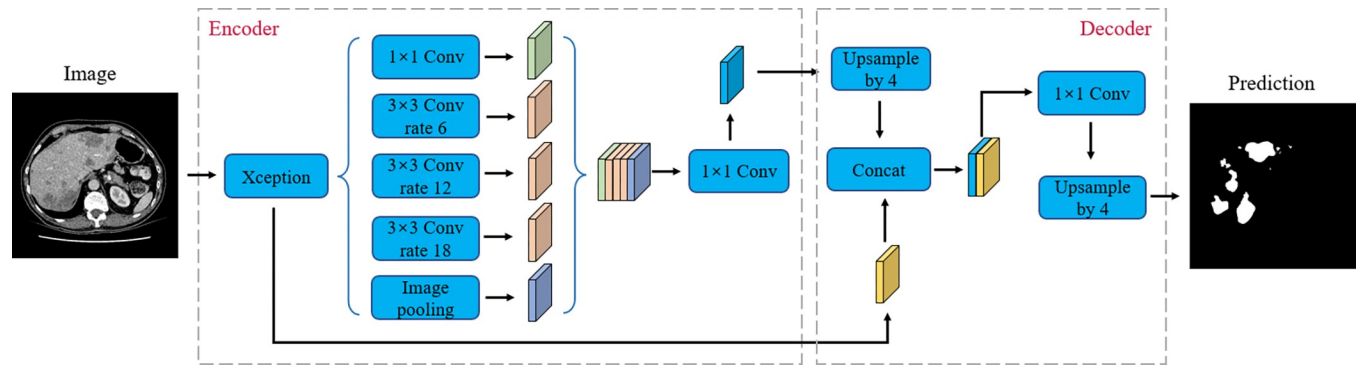 Encoder
Decoder
Image
Xception
1×1 Conv
3×3 Conv
rate 6
3×3 Conv
rate 12
3×3 Conv
rate 18
Image
pooling
1×1 Conv
Upsample
by 4
Concat
1×1 Conv
Upsample
by 4
Prediction